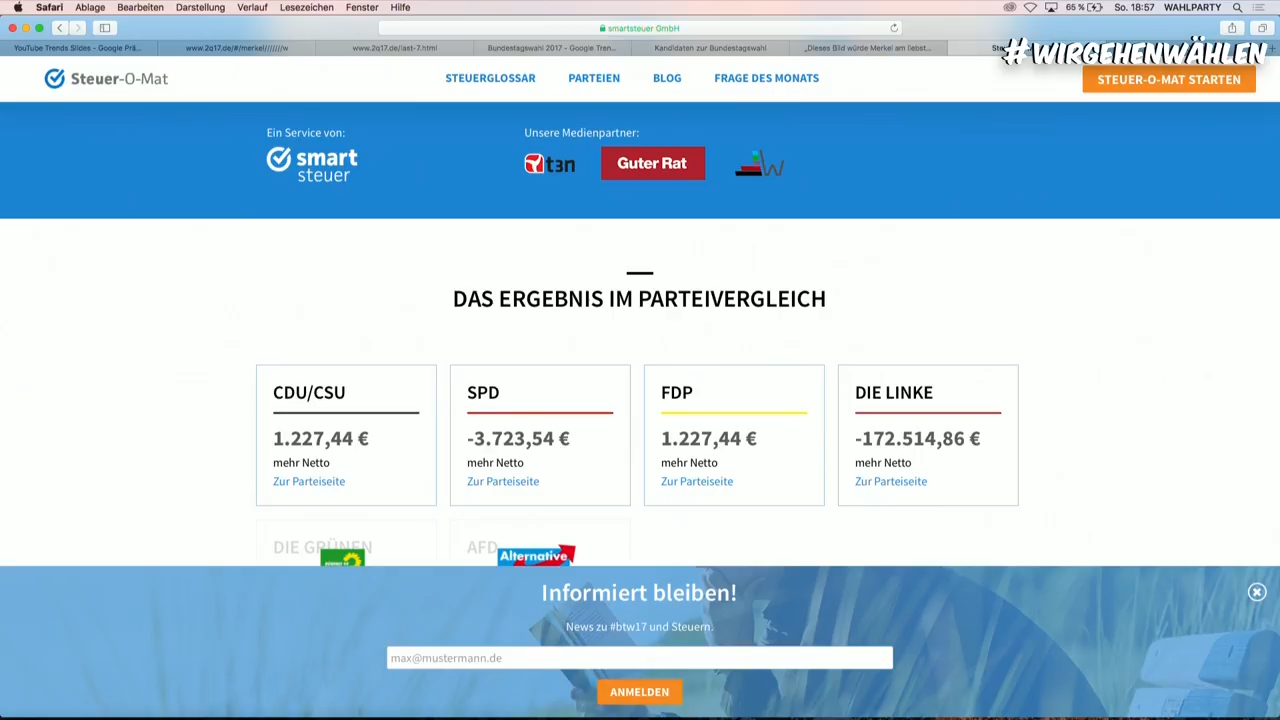 Safari Ablage Bearbeiten Darstellung Verlauf Lesezeichen Fenster Hilfe 65 % So. 18:57 WAHLPARTY
smartsteuer GmbH
YouTube Trends Slides - Google Prä... www.2q17.de/#/merkel///////w www.2q17.de/last-7.html Bundestagswahl 2017 - Google Tren... Kandidaten zur Bundestagswahl „Dieses Bild würde Merkel am liebst...
#WIRGEHENWÄHLEN
Steuer-O-Mat STEUERGLOSSAR PARTEIEN BLOG FRAGE DES MONATS STEUER-O-MAT STARTEN
Ein Service von: Unsere Medienpartner:
smart steuer t3n Guter Rat
DAS ERGEBNIS IM PARTEIVERGLEICH
CDU/CSU SPD FDP DIE LINKE
1.227,44 € -3.723,54 € 1.227,44 € -172.514,86 €
mehr Netto mehr Netto mehr Netto mehr Netto
Zur Parteiseite Zur Parteiseite Zur Parteiseite Zur Parteiseite
DIE GRÜNEN AFD
Alternative
Informiert bleiben!
News zu #btw17 und Steuern.
max@mustermann.de
ANMELDEN